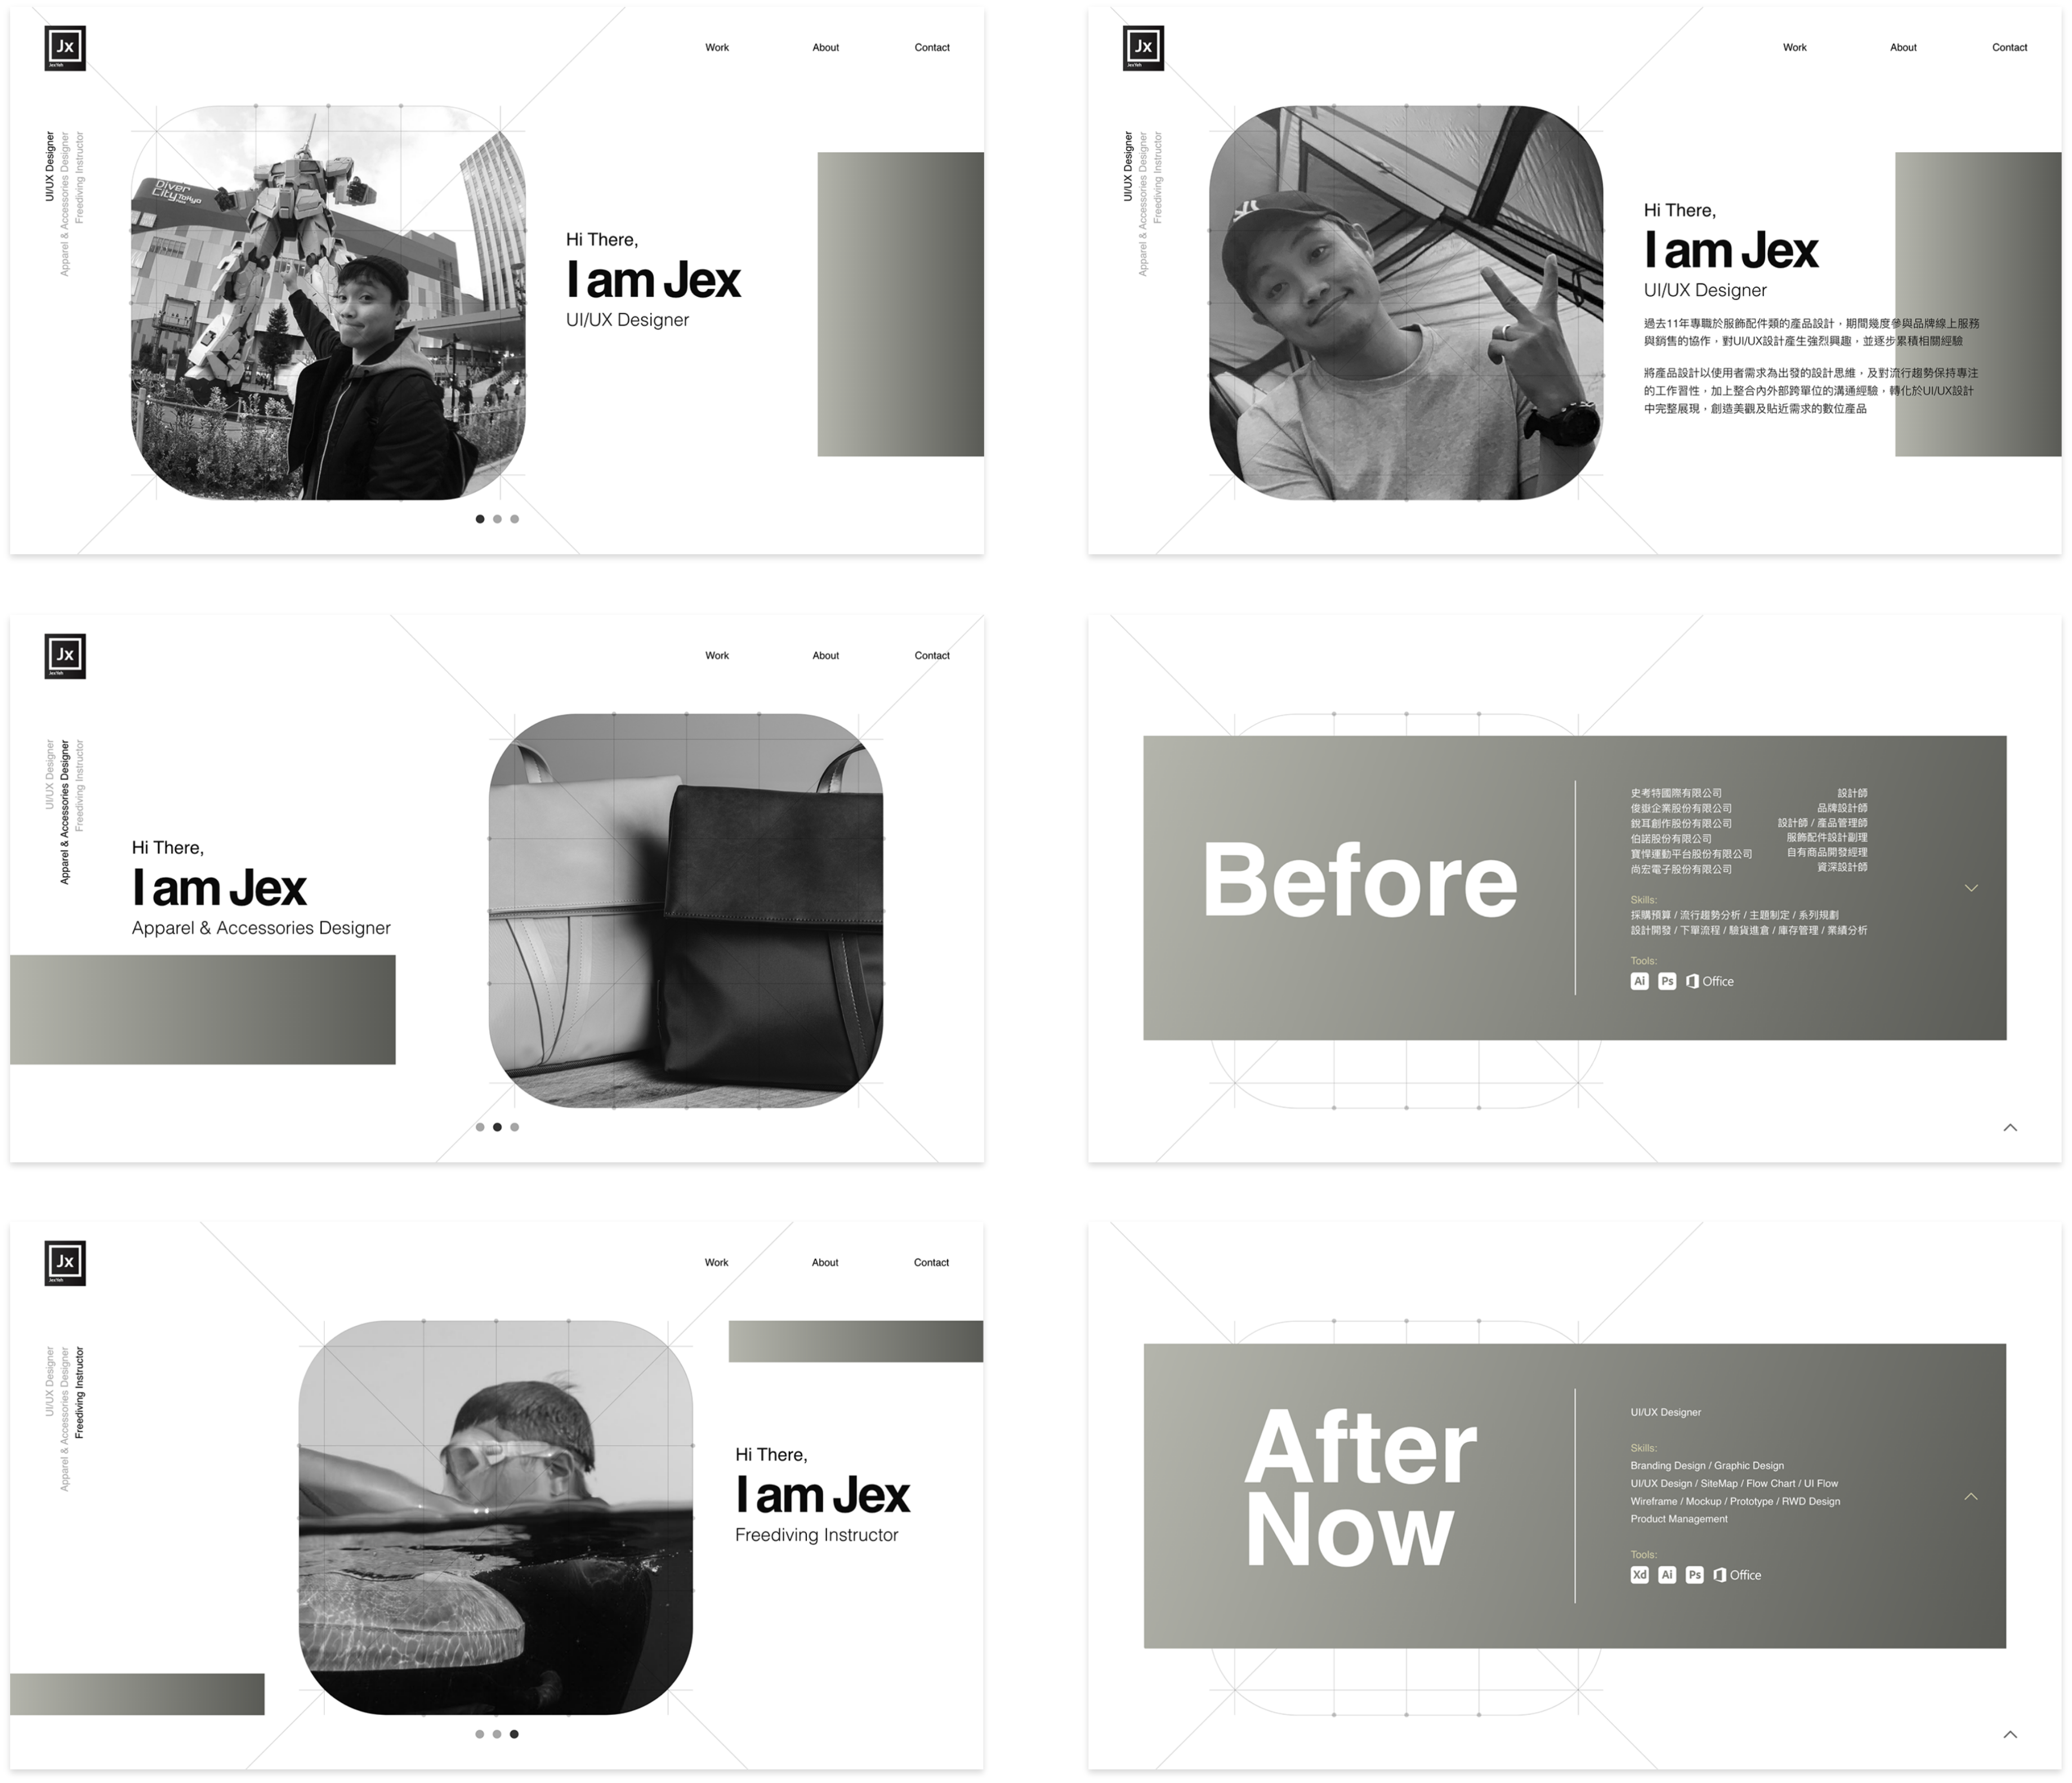 Jx
Jex Yeh
Work
About
Contact
UI/UX Designer
Apparel & Accessories Designer
Freediving Instructor
Diver
City Tokyo
Hi There,
I am Jex
UI/UX Designer
Jx
Jex Yeh
Work
About
Contact
UI/UX Designer
Apparel & Accessories Designer
Freediving Instructor
Hi There,
I am Jex
UI/UX Designer
過去11年專職於服飾配件類的產品設計，期間幾度參與品牌線上服務
與銷售的協作，對UI/UX設計產生強烈興趣，並逐步累積相關經驗
將產品設計以使用者需求為出發的設計思維，及對流行趨勢保持專注
的工作習性，加上整合內外部跨單位的溝通經驗，轉化於UI/UX設計
中完整展現，創造美觀及貼近需求的數位產品
Jx
Jex Yeh
Work
About
Contact
UI/UX Designer
Apparel & Accessories Designer
Freediving Instructor
Hi There,
I am Jex
Apparel & Accessories Designer
Before
史考特國際有限公司 設計師
俊嶽企業股份有限公司 品牌設計師
銳耳創作股份有限公司 設計師 / 產品管理師
伯諾股份有限公司 服飾配件設計副理
寶悍運動平台股份有限公司 自有商品開發經理
尚宏電子股份有限公司 資深設計師
Skills:
採購預算 / 流行趨勢分析 / 主題制定 / 系列規劃
設計開發 / 下單流程 / 驗貨進倉 / 庫存管理 / 業績分析
Tools:
Ai Ps Office
Jx
Jex Yeh
Work
About
Contact
UI/UX Designer
Apparel & Accessories Designer
Freediving Instructor
Hi There,
I am Jex
Freediving Instructor
After
Now
UI/UX Designer
Skills:
Branding Design / Graphic Design
UI/UX Design / SiteMap / Flow Chart / UI Flow
Wireframe / Mockup / Prototype / RWD Design
Product Management
Tools:
Xd Ai Ps Office